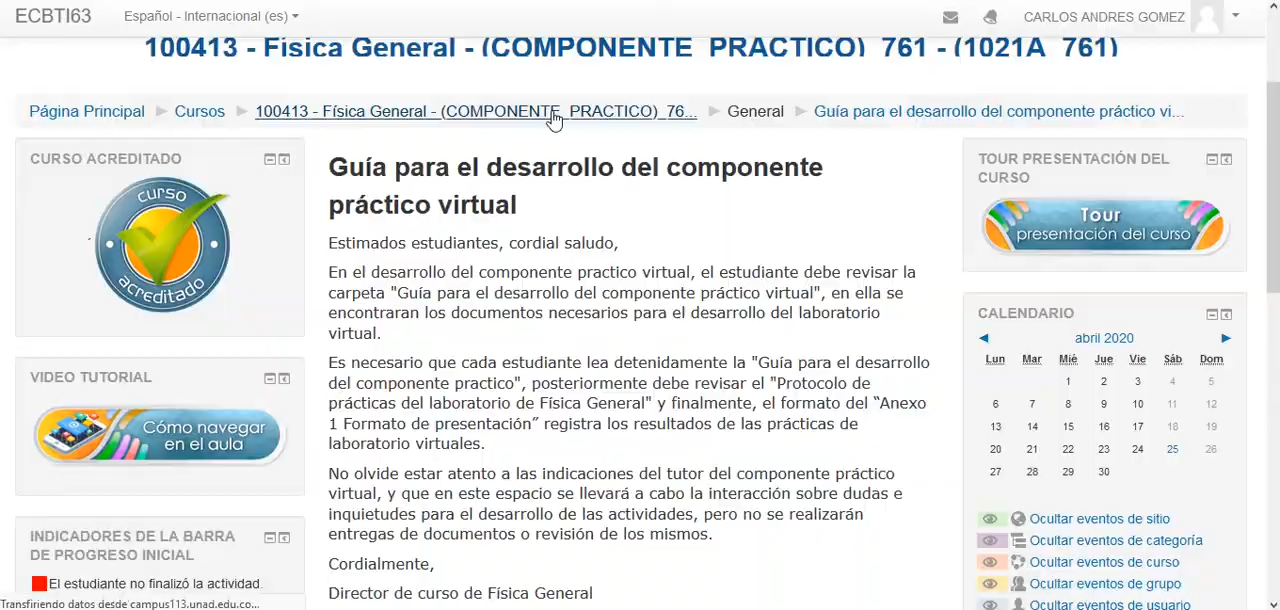 ECBTI63
Español - Internacional (es)
CARLOS ANDRES GOMEZ
100413 - Física General - (COMPONENTE PRACTICO)_761 - (1021A_761)
Página Principal
Cursos
100413 - Física General - (COMPONENTE_PRACTICO)_76...
General
Guía para el desarrollo del componente práctico vi...
CURSO ACREDITADO
curso
acreditado
VIDEO TUTORIAL
Cómo navegar
en el aula
INDICADORES DE LA BARRA
DE PROGRESO INICIAL
El estudiante no finalizó la actividad
Transfiriendo datos desde campus113.unad.edu.co...
Guía para el desarrollo del componente
práctico virtual
Estimados estudiantes, cordial saludo,
En el desarrollo del componente practico virtual, el estudiante debe revisar la
carpeta "Guía para el desarrollo del componente práctico virtual", en ella se
encontraran los documentos necesarios para el desarrollo del laboratorio
virtual.
Es necesario que cada estudiante lea detenidamente la "Guía para el desarrollo
del componente practico", posteriormente debe revisar el "Protocolo de
prácticas del laboratorio de Física General" y finalmente, el formato del “Anexo
1 Formato de presentación” registra los resultados de las prácticas de
laboratorio virtuales.
No olvide estar atento a las indicaciones del tutor del componente práctico
virtual, y que en este espacio se llevará a cabo la interacción sobre dudas e
inquietudes para el desarrollo de las actividades, pero no se realizarán
entregas de documentos o revisión de los mismos.
Cordialmente,
Director de curso de Física General
TOUR PRESENTACIÓN DEL
CURSO
Tour
presentación del curso
CALENDARIO
abril 2020
Lun Mar Mié Jue Vie Sáb Dom
1 2 3 4 5
6 7 8 9 10 11 12
13 14 15 16 17 18 19
20 21 22 23 24 25 26
27 28 29 30
Ocultar eventos de sitio
Ocultar eventos de categoría
Ocultar eventos de curso
Ocultar eventos de grupo
Ocultar eventos de usuario